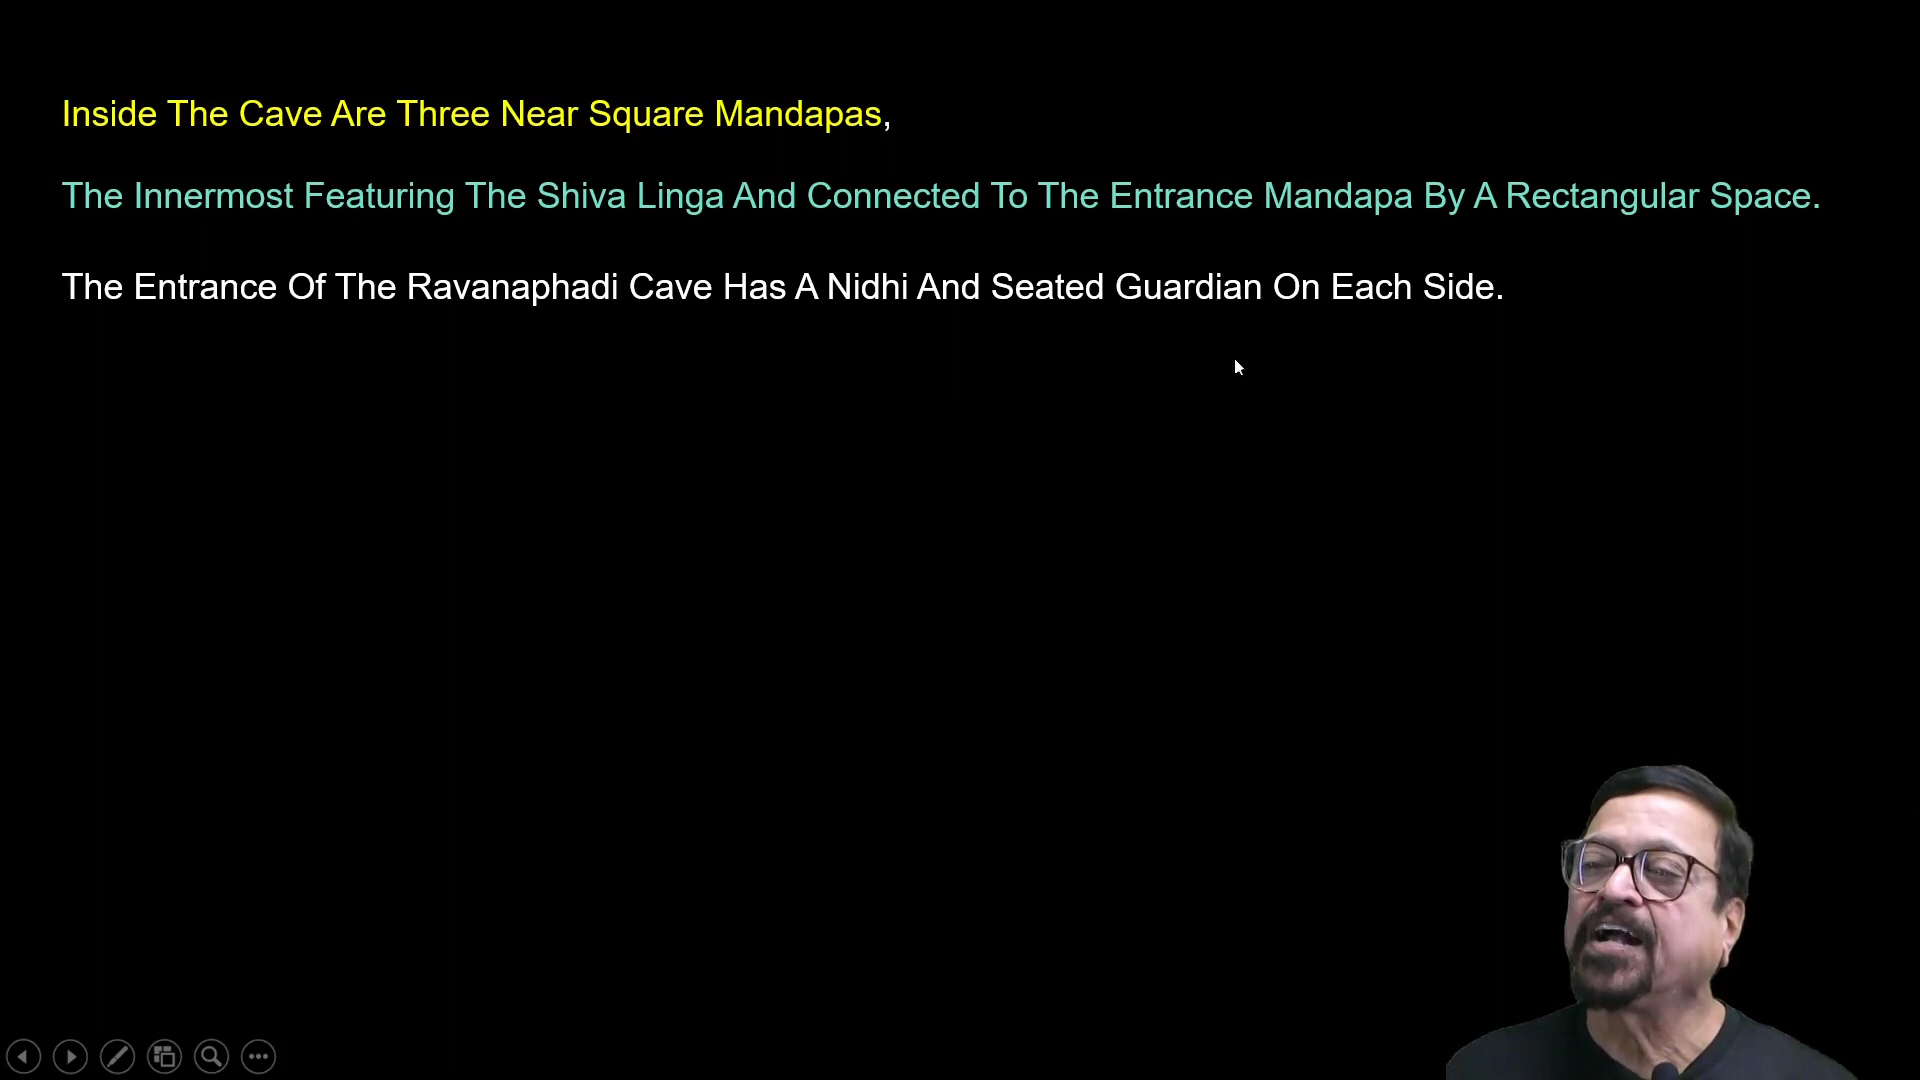 Inside The Cave Are Three Near Square Mandapas,
The Innermost Featuring The Shiva Linga And Connected To The Entrance Mandapa By A Rectangular Space.
The Entrance Of The Ravanaphadi Cave Has A Nidhi And Seated Guardian On Each Side.